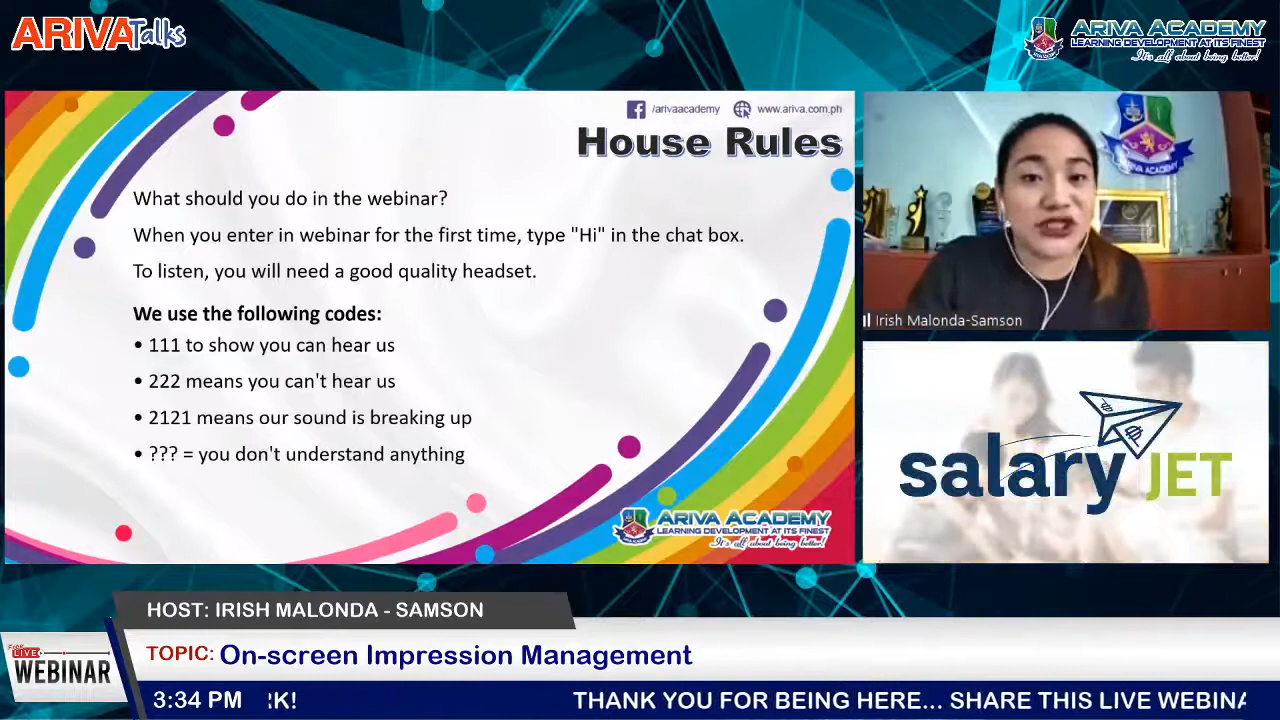 ARIVATalks
ARIVA ACADEMY
LEARNING DEVELOPMENT AT ITS FINEST
It's all about being better!
/arivaacademy
www.ariva.com.ph
House Rules
What should you do in the webinar?
When you enter in webinar for the first time, type "Hi" in the chat box.
To listen, you will need a good quality headset.
We use the following codes:
• 111 to show you can hear us
• 222 means you can't hear us
• 2121 means our sound is breaking up
• ??? = you don't understand anything
ARIVA ACADEMY
LEARNING DEVELOPMENT AT ITS FINEST
It's all about being better!
ARIVA ACADEMY
Irish Malonda-Samson
salary JET
HOST: IRISH MALONDA - SAMSON
Free LIVE
WEBINAR
TOPIC: On-screen Impression Management
3:34 PM
RK!
THANK YOU FOR BEING HERE... SHARE THIS LIVE WEBINA